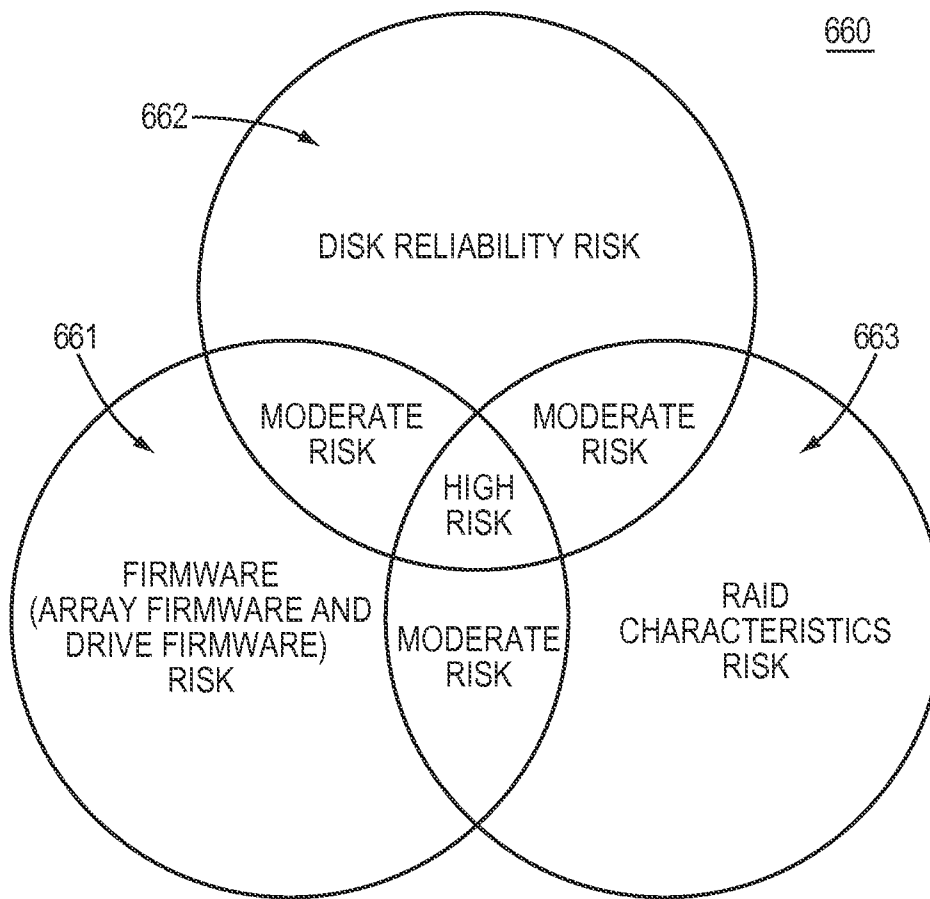 660
662
DISK RELIABILITY RISK
661
663
MODERATE
RISK
MODERATE
RISK
HIGH
RISK
FIRMWARE
(ARRAY FIRMWARE AND
DRIVE FIRMWARE)
RISK
MODERATE
RISK
RAID
CHARACTERISTICS
RISK